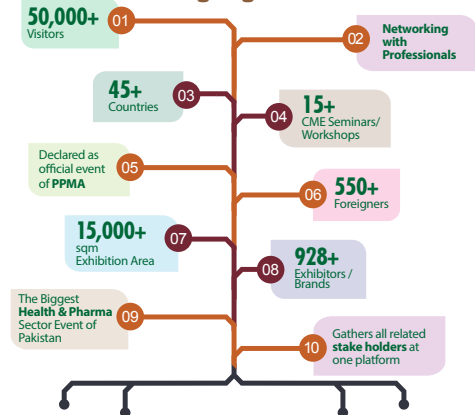 50,000+
Visitors
01
02
Networking
with
Professionals
45+
Countries
03
04
15+
CME Seminars/
Workshops
Declared as
official event
of PPMA
05
06
550+
Foreigners
15,000+
sqm
Exhibition Area
07
08
928+
Exhibitors /
Brands
The Biggest
Health & Pharma
Sector Event of
Pakistan
09
10
Gathers all related
stake holders at
one platform